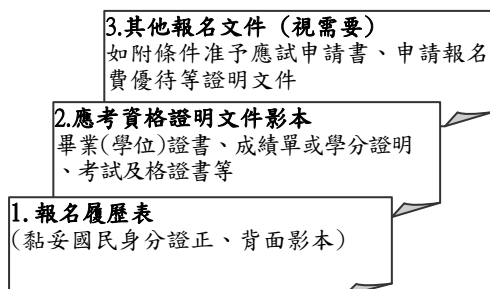 3.其他報名文件（視需要）
如附條件准予應試申請書、申請報名
費優待等證明文件
2.應考資格證明文件影本
畢業(學位)證書、成績單或學分證明
、考試及格證書等
1.報名履歷表
(黏妥國民身分證正、背面影本)